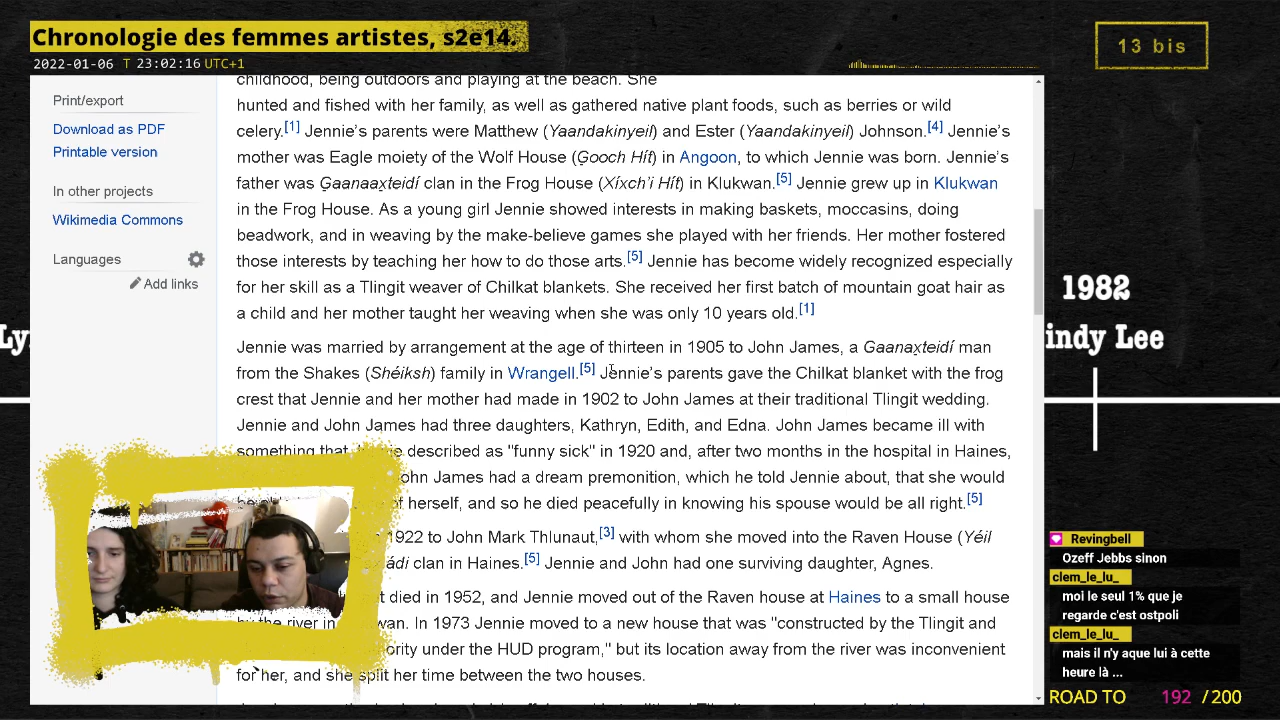 Chronologie des femmes artistes, s2e14.
2022-01-06 T 23:02:16 UTC+1
13 bis
Print/export
Download as PDF
Printable version
In other projects
Wikimedia Commons
Languages
Add links
childhood, being outdoors and playing at the beach. She
hunted and fished with her family, as well as gathered native plant foods, such as berries or wild
celery.[1] Jennie's parents were Matthew (Yaandakinyeil) and Ester (Yaandakinyeil) Johnson.[4] Jennie's
mother was Eagle moiety of the Wolf House (G̱ooch Hít) in Angoon, to which Jennie was born. Jennie's
father was G̱aanaax̱teidí clan in the Frog House (Xíxch'i Hít) in Klukwan.[5] Jennie grew up in Klukwan
in the Frog House. As a young girl Jennie showed interests in making baskets, moccasins, doing
beadwork, and in weaving by the make-believe games she played with her friends. Her mother fostered
those interests by teaching her how to do those arts.[5] Jennie has become widely recognized especially
for her skill as a Tlingit weaver of Chilkat blankets. She received her first batch of mountain goat hair as
a child and her mother taught her weaving when she was only 10 years old.[1]
Jennie was married by arrangement at the age of thirteen in 1905 to John James, a Gaanax̱teidí man
from the Shakes (Shéiksh) family in Wrangell.[5] Jennie's parents gave the Chilkat blanket with the frog
crest that Jennie and her mother had made in 1902 to John James at their traditional Tlingit wedding.
Jennie and John James had three daughters, Kathryn, Edith, and Edna. John James became ill with
something that described as "funny sick" in 1920 and, after two months in the hospital in Haines,
John James had a dream premonition, which he told Jennie about, that she would
of herself, and so he died peacefully in knowing his spouse would be all right.[5]
1922 to John Mark Thlunaut,[3] with whom she moved into the Raven House (Yéil
clan in Haines.[5] Jennie and John had one surviving daughter, Agnes.
died in 1952, and Jennie moved out of the Raven house at Haines to a small house
by the river in In 1973 Jennie moved to a new house that was "constructed by the Tlingit and
under the HUD program," but its location away from the river was inconvenient
for her, and she split her time between the two houses.
1982
Ly
indy Lee
Revingbell
Ozeff Jebbs sinon
clem_le_lu_
moi le seul 1% que je
regarde c'est ostpoli
clem_le_lu_
mais il n'y aque lui à cette
heure là ...
ROAD TO 192 / 200